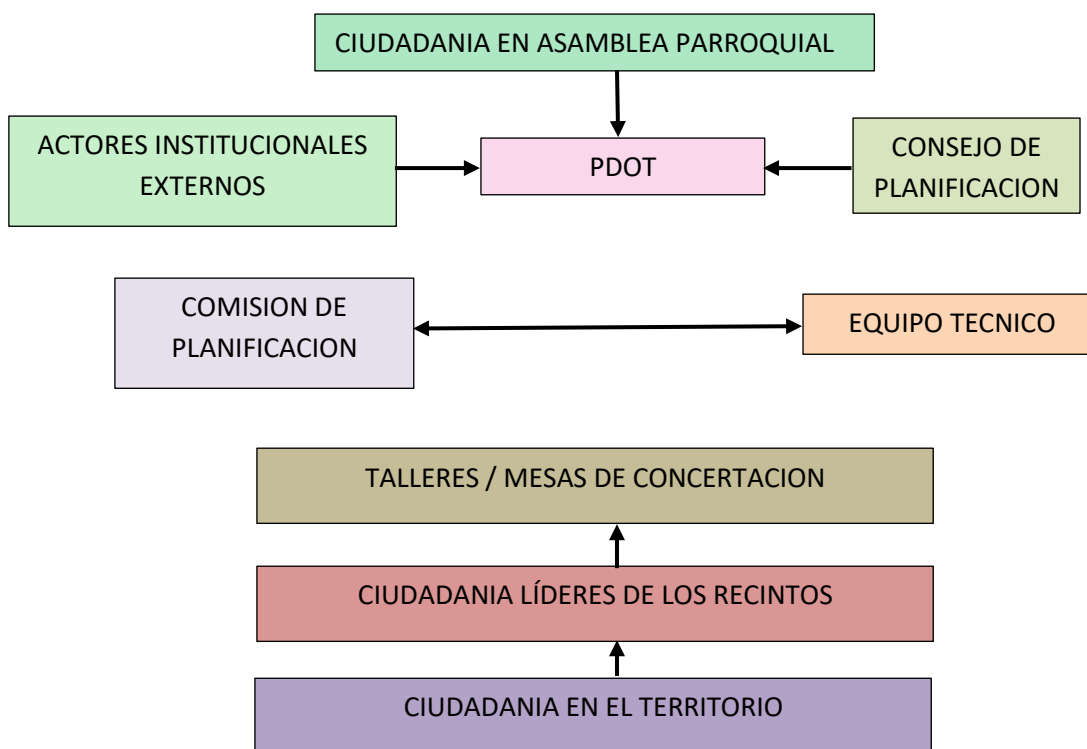 CIUDADANIA EN ASAMBLEA PARROQUIAL
ACTORES INSTITUCIONALES
EXTERNOS
PDOT
CONSEJO DE
PLANIFICACION
COMISION DE
PLANIFICACION
EQUIPO TECNICO
TALLERES / MESAS DE CONCERTACION
CIUDADANIA LÍDERES DE LOS RECINTOS
CIUDADANIA EN EL TERRITORIO